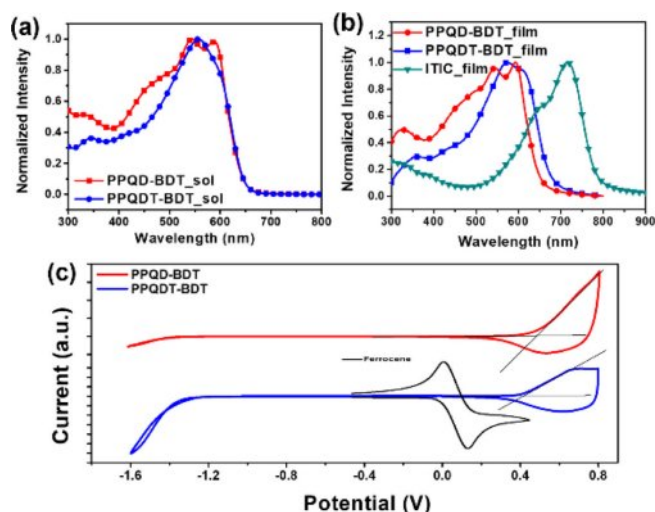 (a)
Normalized Intensity
1.0
0.8
0.6
0.4
0.2
0.0
PPQD-BDT_sol
PPQDT-BDT_sol
300 400 500 600 700 800
Wavelength (nm)
(b)
Normalized Intensity
1.2
1.0
0.8
0.6
0.4
0.2
0.0
PPQD-BDT_film
PPQDT-BDT_film
ITIC_film
300 400 500 600 700 800 900
Wavelength (nm)
(c)
Current (a.u.)
PPQD-BDT
PPQDT-BDT
Ferrocene
-1.6 -1.2 -0.8 -0.4 0.0 0.4 0.8
Potential (V)